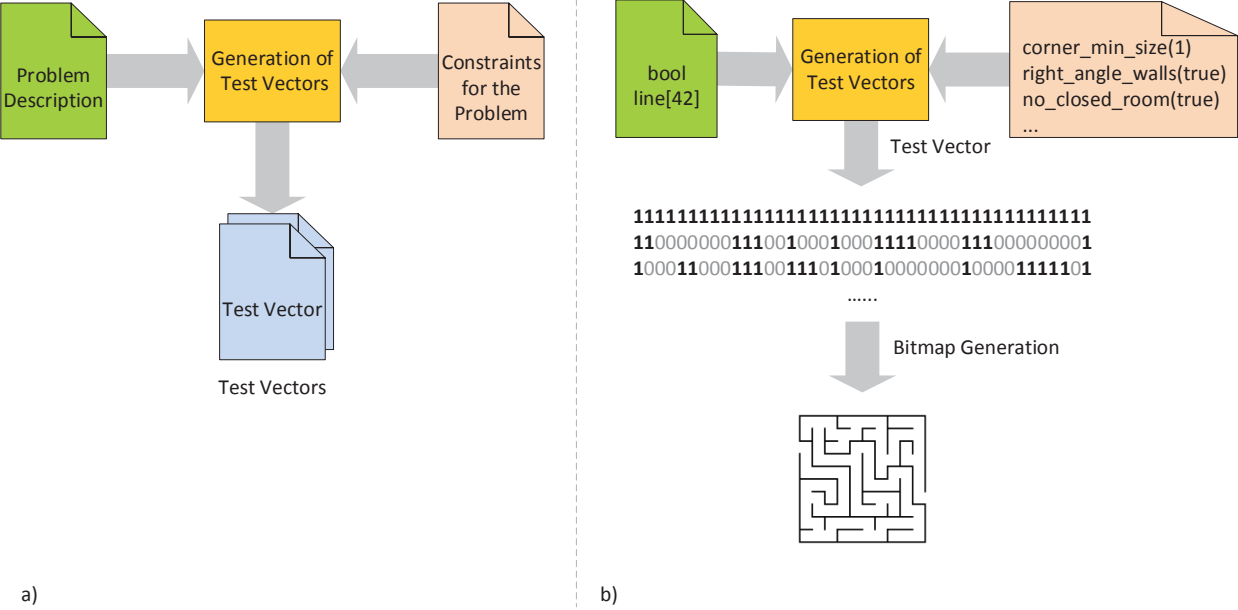 Problem
Description
Generation of
Test Vectors
Constraints
for the
Problem
Test Vector
Test Vectors
a)
bool
line[42]
Generation of
Test Vectors
corner_min_size(1)
right_angle_walls(true)
no_closed_room(true)
...
Test Vector
111111111111111111111111111111111111111111
110000000111001000100011110000111000000001
100011000111001110100010000000100001111101
......
Bitmap Generation
b)